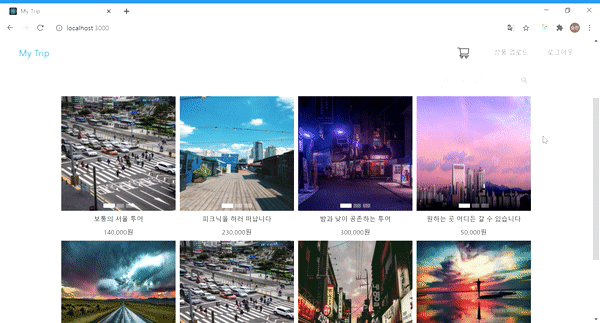 My Trip
localhost:3000
My Trip
상품 업로드
로그아웃
보통의 서울 투어
피크닉을 하러 떠납니다
밤과 낮이 공존하는 투어
원하는 곳 어디든 갈 수 있습니다
140,000원
230,000원
300,000원
50,000원